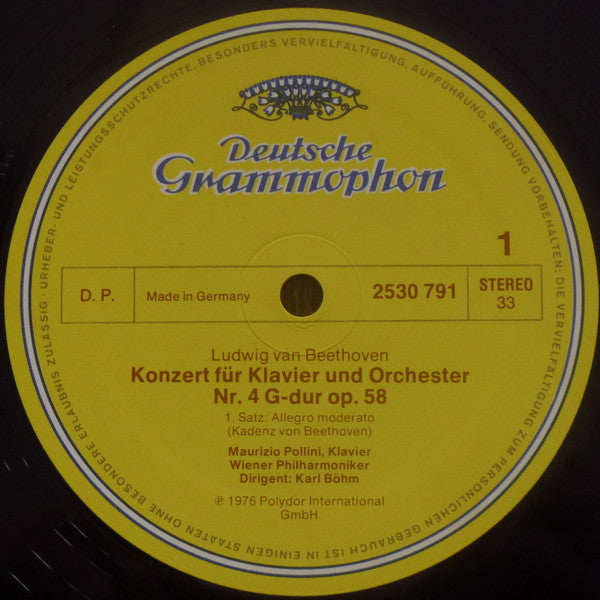 Deutsche
Grammophon
1
D. P.
Made in Germany
2530 791
STEREO
33
Ludwig van Beethoven
Konzert für Klavier und Orchester
Nr. 4 G-dur op. 58
1. Satz: Allegro moderato
(Kadenz von Beethoven)
Maurizio Pollini, Klavier
Wiener Philharmoniker
Dirigent: Karl Böhm
℗ 1976 Polydor International
GmbH
URHEBER- UND LEISTUNGSSCHUTZRECHTE, BESONDERS VERVIELFÄLTIGUNG, AUFFÜHRUNG, SENDUNG VORBEHALTEN; DIE VERVIELFÄLTIGUNG ZUM PERSÖNLICHEN GEBRAUCH IST IN EINIGEN STAATEN OHNE BESONDERE ERLAUBNIS ZULÄSSIG ·